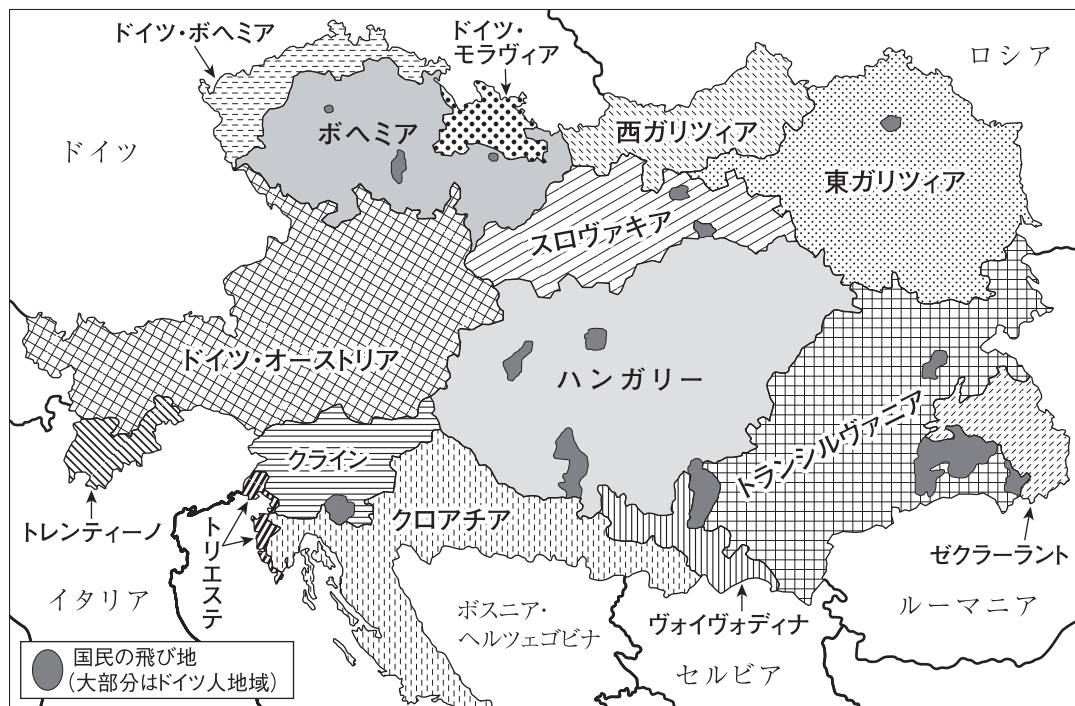 ドイツ・ボヘミア
ドイツ・
モラヴィア
ロシア
ドイツ
ボヘミア
西ガリツィア
東ガリツィア
スロヴァキア
ドイツ・オーストリア
ハンガリー
トランシルヴァニア
クライン
クロアチア
トレンティーノ
トリエステ
ゼクラーラント
イタリア
ボスニア・
ヘルツェゴビナ
ヴォイヴォディナ
ルーマニア
セルビア
国民の飛び地
(大部分はドイツ人地域)